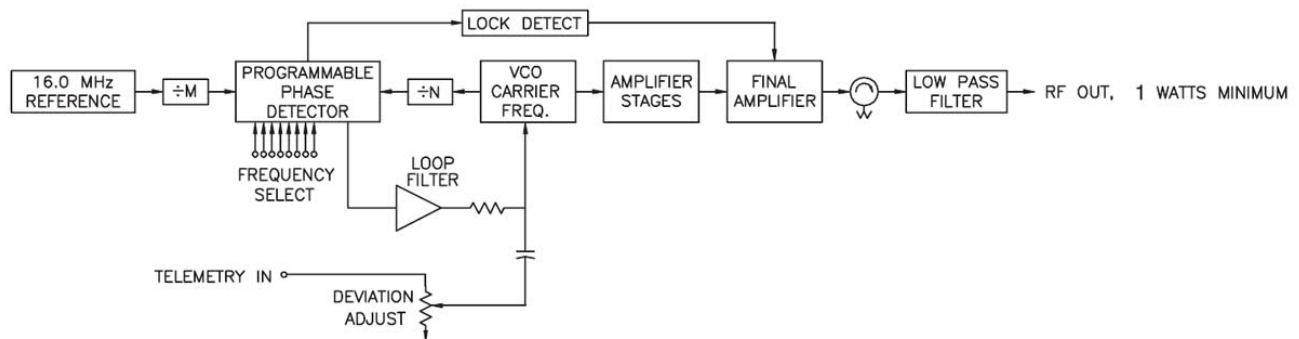 LOCK DETECT
16.0 MHz
REFERENCE
÷M
PROGRAMMABLE
PHASE
DETECTOR
÷N
VCO
CARRIER
FREQ.
AMPLIFIER
STAGES
FINAL
AMPLIFIER
LOW PASS
FILTER
RF OUT, 1 WATTS MINIMUM
FREQUENCY
SELECT
LOOP
FILTER
TELEMETRY IN
DEVIATION
ADJUST